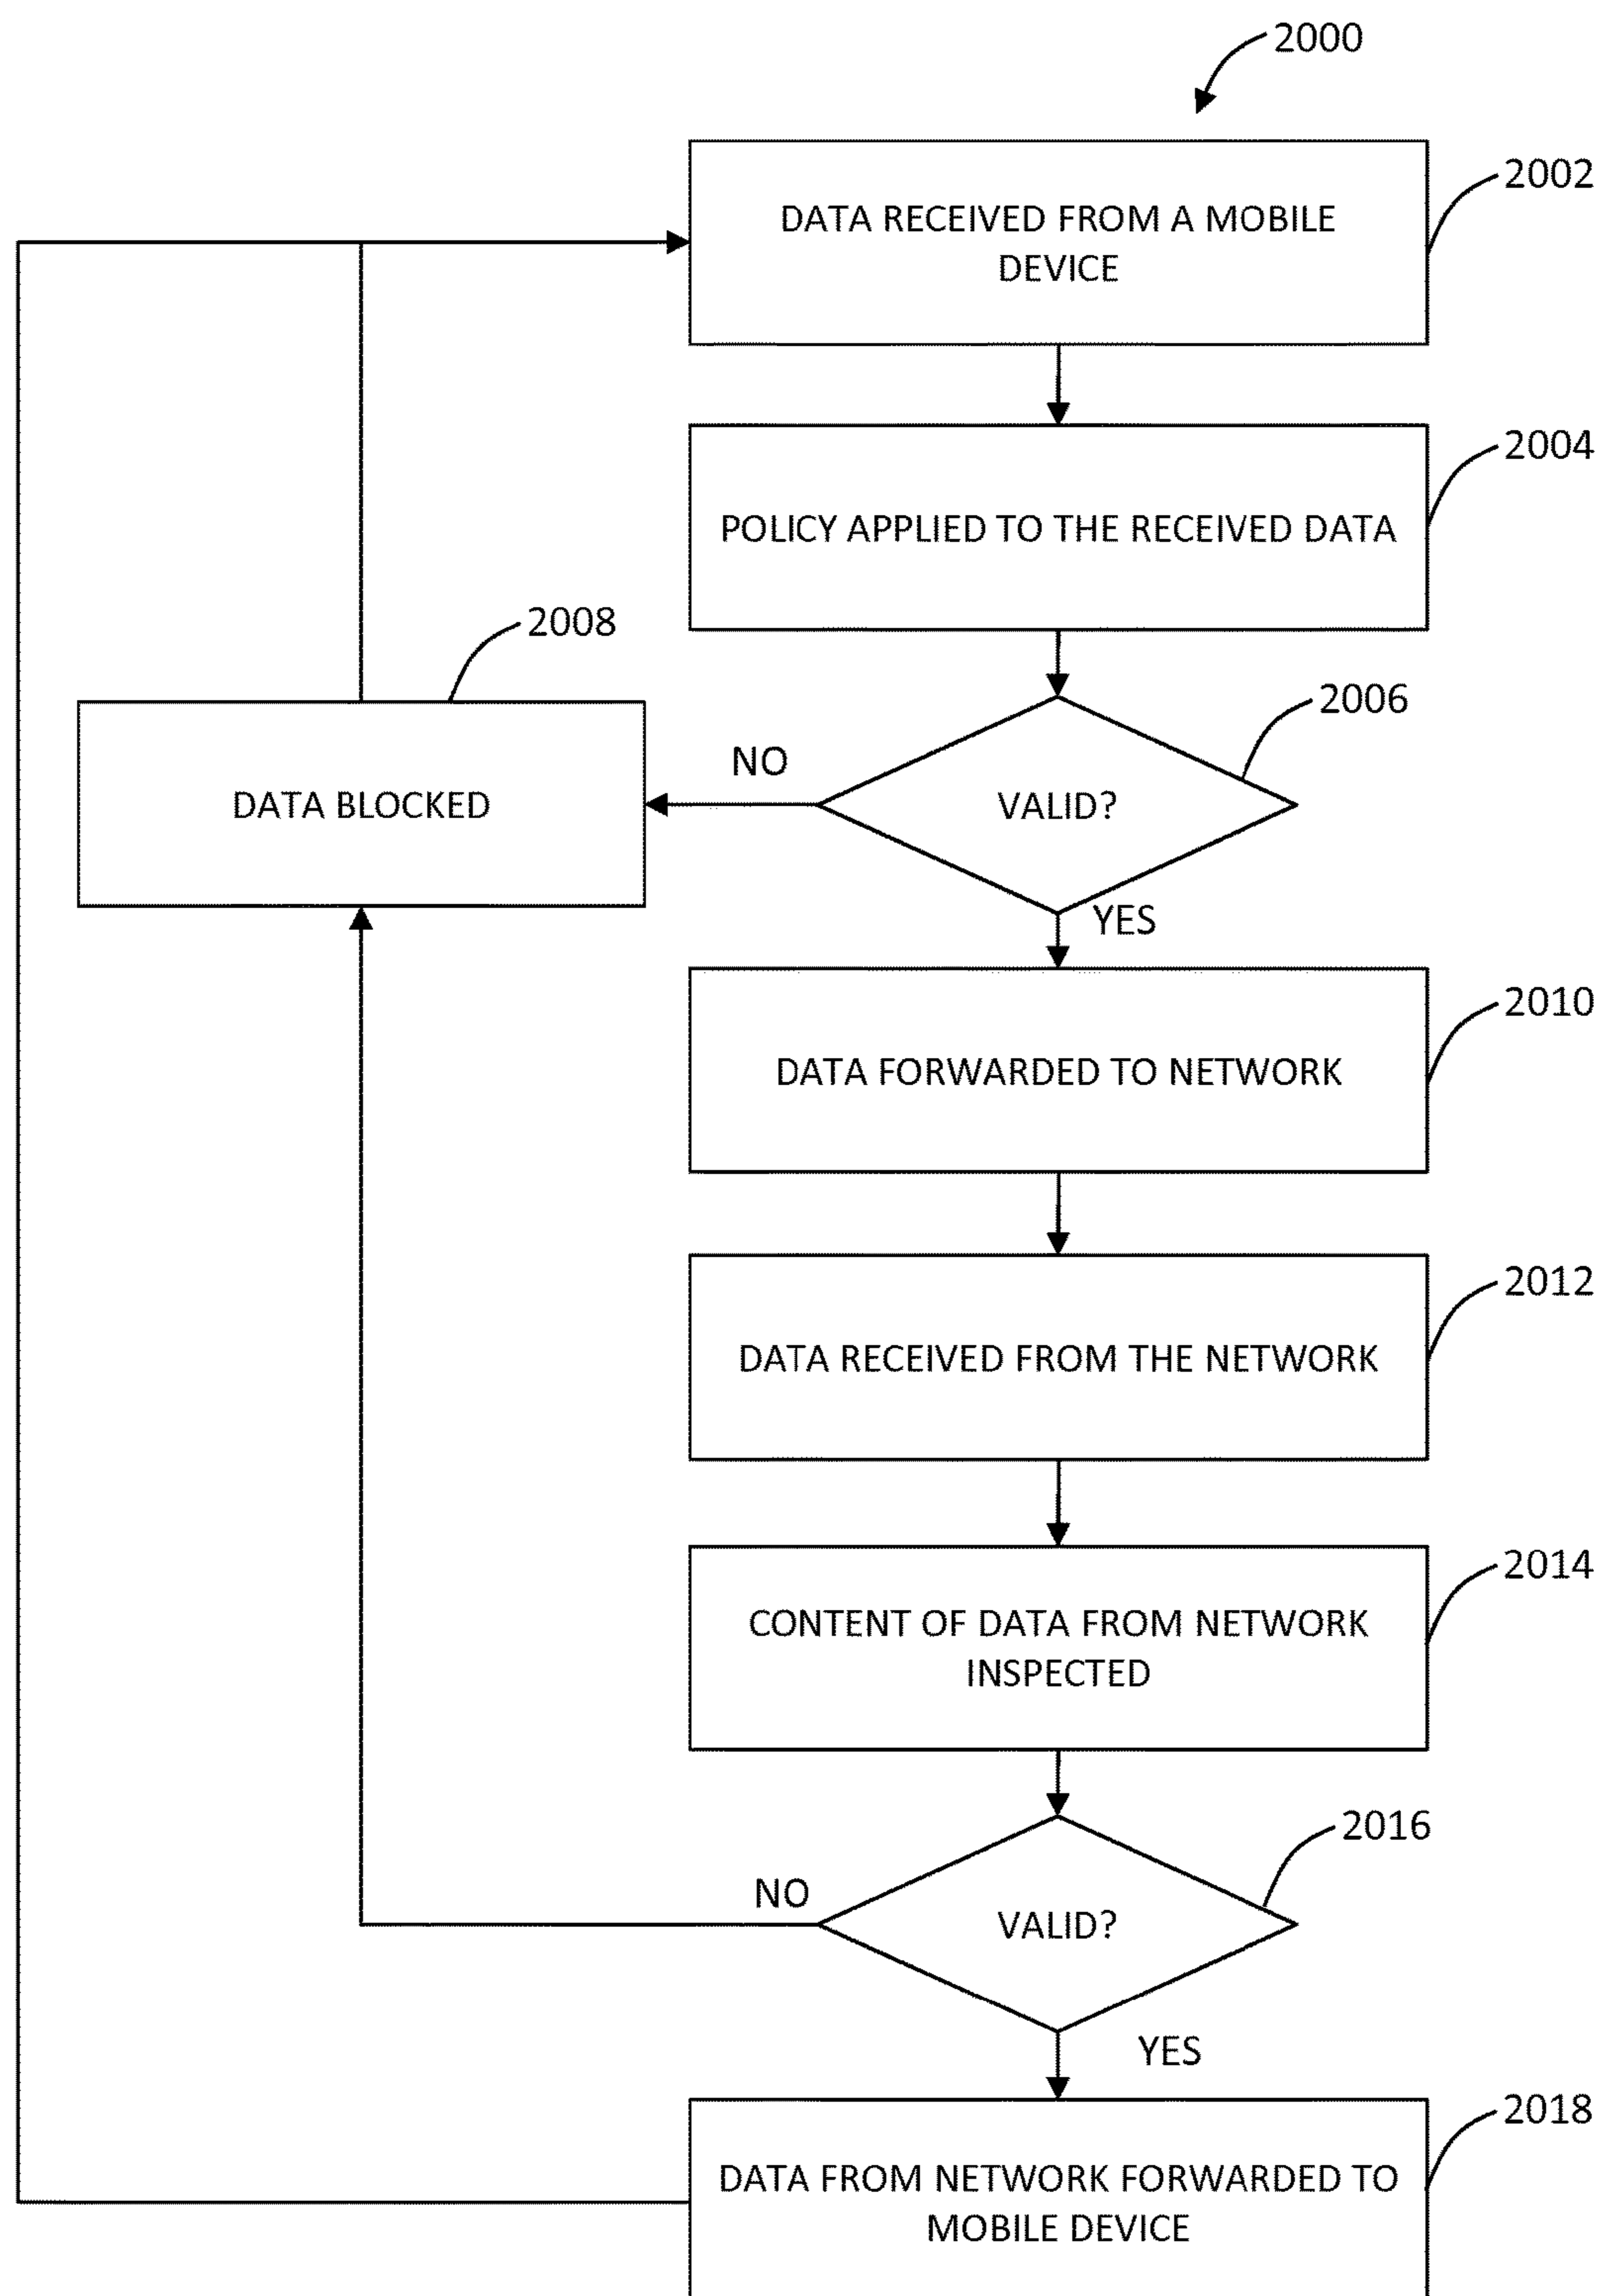 2000
2002
DATA RECEIVED FROM A MOBILE
DEVICE
2004
POLICY APPLIED TO THE RECEIVED DATA
2008
2006
NO
DATA BLOCKED
VALID?
YES
2010
DATA FORWARDED TO NETWORK
2012
DATA RECEIVED FROM THE NETWORK
2014
CONTENT OF DATA FROM NETWORK
INSPECTED
2016
NO
VALID?
YES
2018
DATA FROM NETWORK FORWARDED TO
MOBILE DEVICE